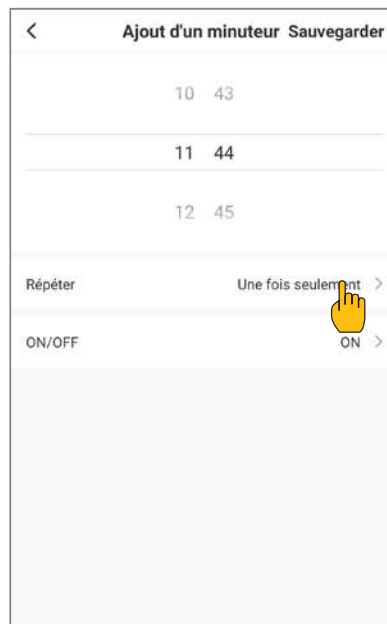 Ajout d'un minuteur Sauvegarder
10 43
11 44
12 45
Répéter Une fois seulement
ON/OFF ON